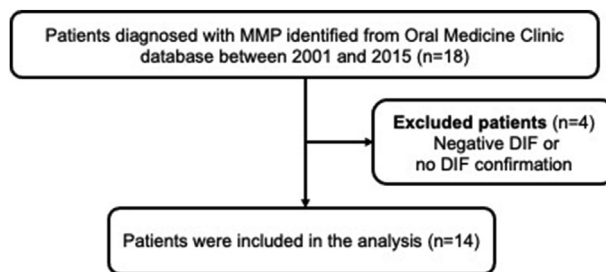 Patients diagnosed with MMP identified from Oral Medicine Clinic
database between 2001 and 2015 (n=18)
Excluded patients (n=4)
Negative DIF or
no DIF confirmation
Patients were included in the analysis (n=14)